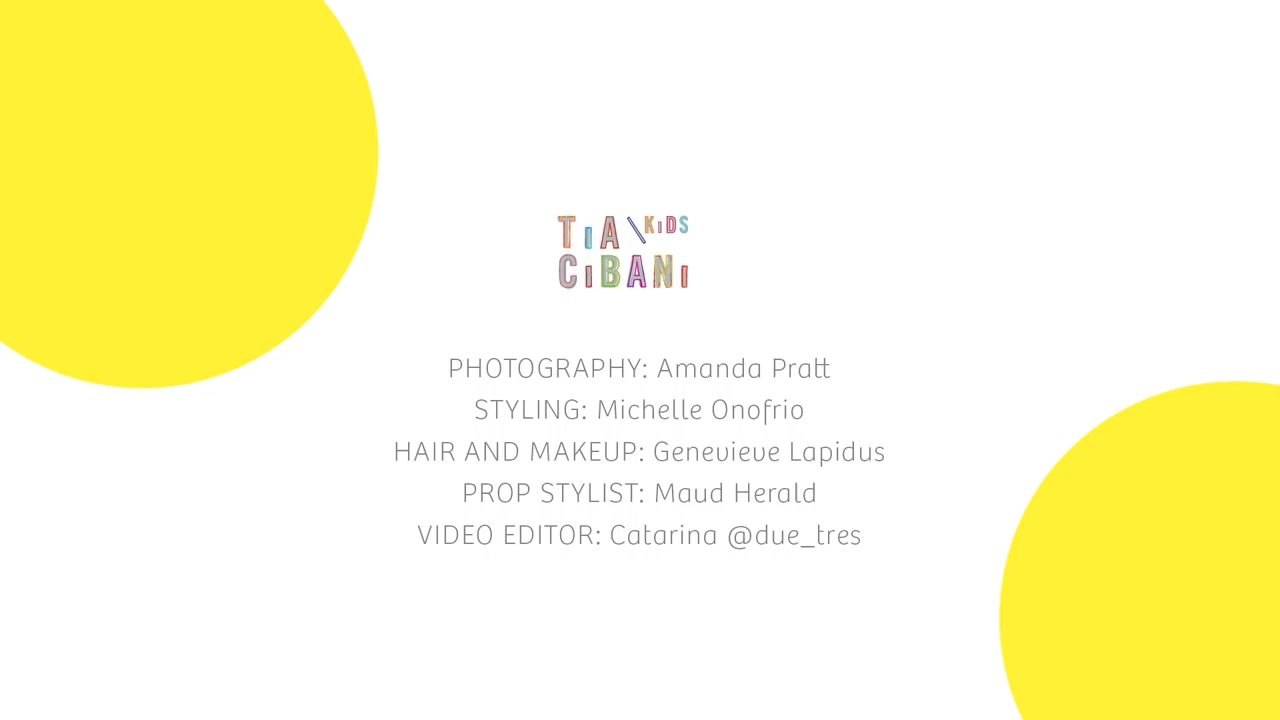 TIA \ KIDS
CIBANI
PHOTOGRAPHY: Amanda Pratt
STYLING: Michelle Onofrio
HAIR AND MAKEUP: Genevieve Lapidus
PROP STYLIST: Maud Herald
VIDEO EDITOR: Catarina @due_tres